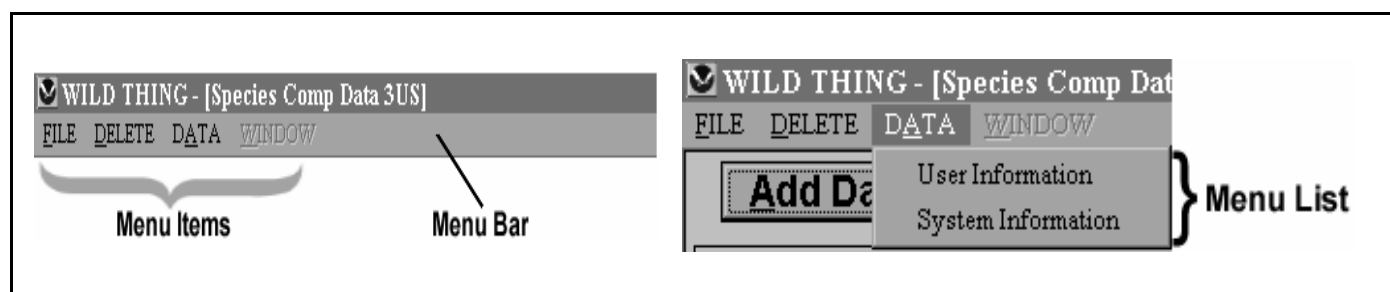 WILD THING - [Species Comp Data 3US]
FILE DELETE DATA WINDOW
Menu Items
Menu Bar
WILD THING - [Species Comp Dat
FILE DELETE DATA WINDOW
Add Da
User Information
System Information
Menu List